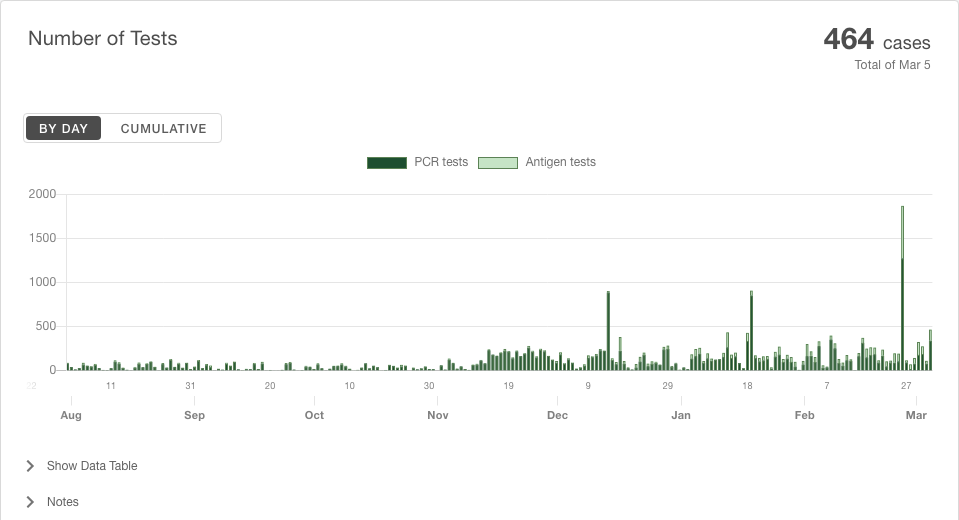 Number of Tests
464 cases
Total of Mar 5
BY DAY CUMULATIVE
PCR tests Antigen tests
2000
1500
1000
500
0
22 11 31 20 10 30 19 9 29 18 7 27
Aug Sep Oct Nov Dec Jan Feb Mar
Show Data Table
Notes